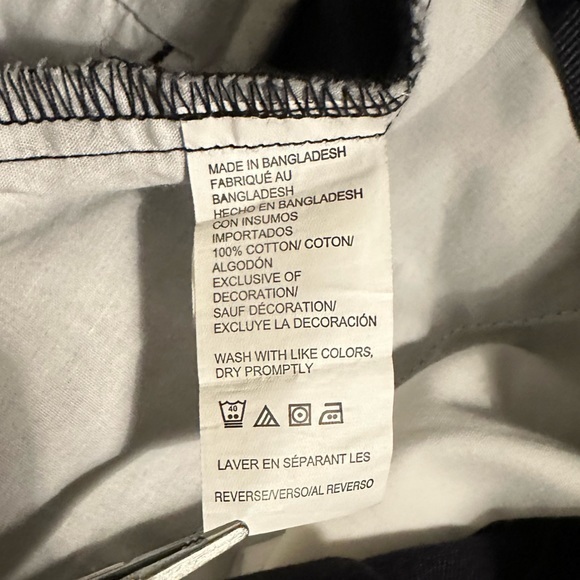 MADE IN BANGLADESH
FABRIQUÉ AU
BANGLADESH
HECHO EN BANGLADESH
CON INSUMOS
IMPORTADOS
100% COTTON/ COTON/
ALGODÓN
EXCLUSIVE OF
DECORATION/
SAUF DÉCORATION/
EXCLUYE LA DECORACIÓN
WASH WITH LIKE COLORS,
DRY PROMPTLY
40
LAVER EN SÉPARANT LES
REVERSE/VERSO/AL REVERSO